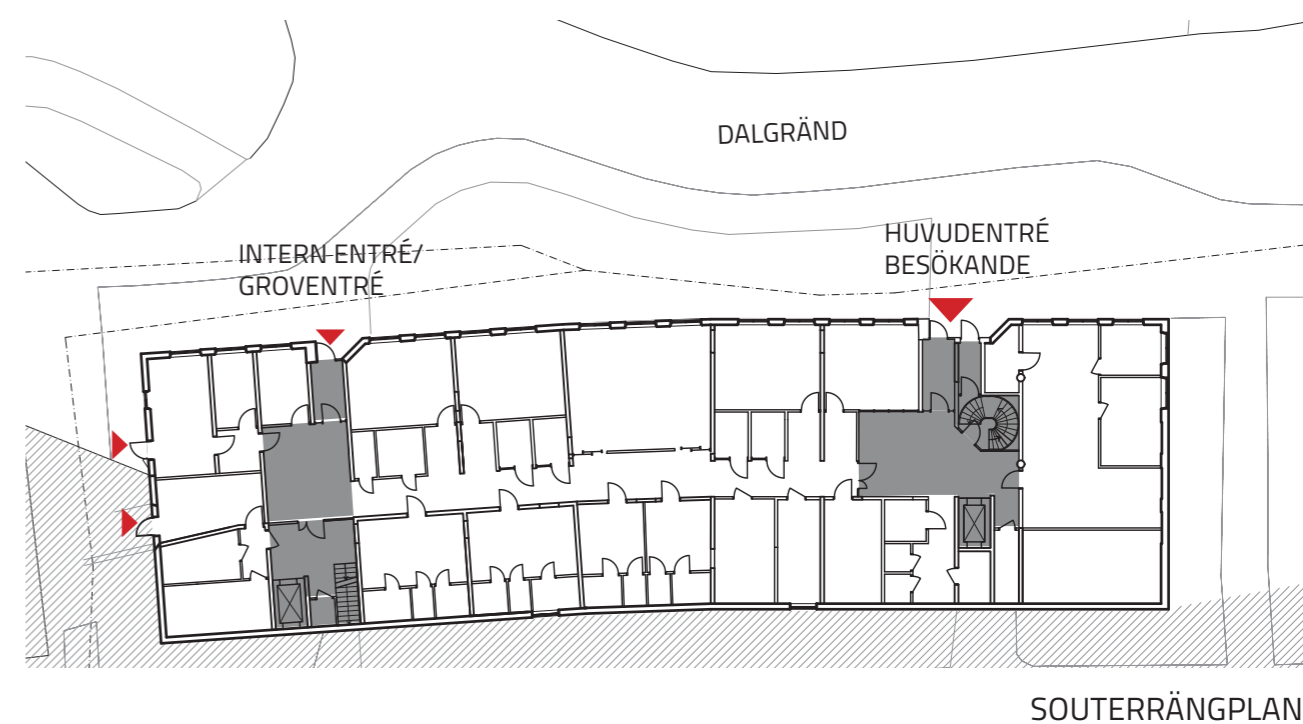 DALGRÄND
INTERN ENTRÉ/
GROVENTRÉ
HUVUDENTRÉ
BESÖKANDE
SOUTERRÄNGPLAN